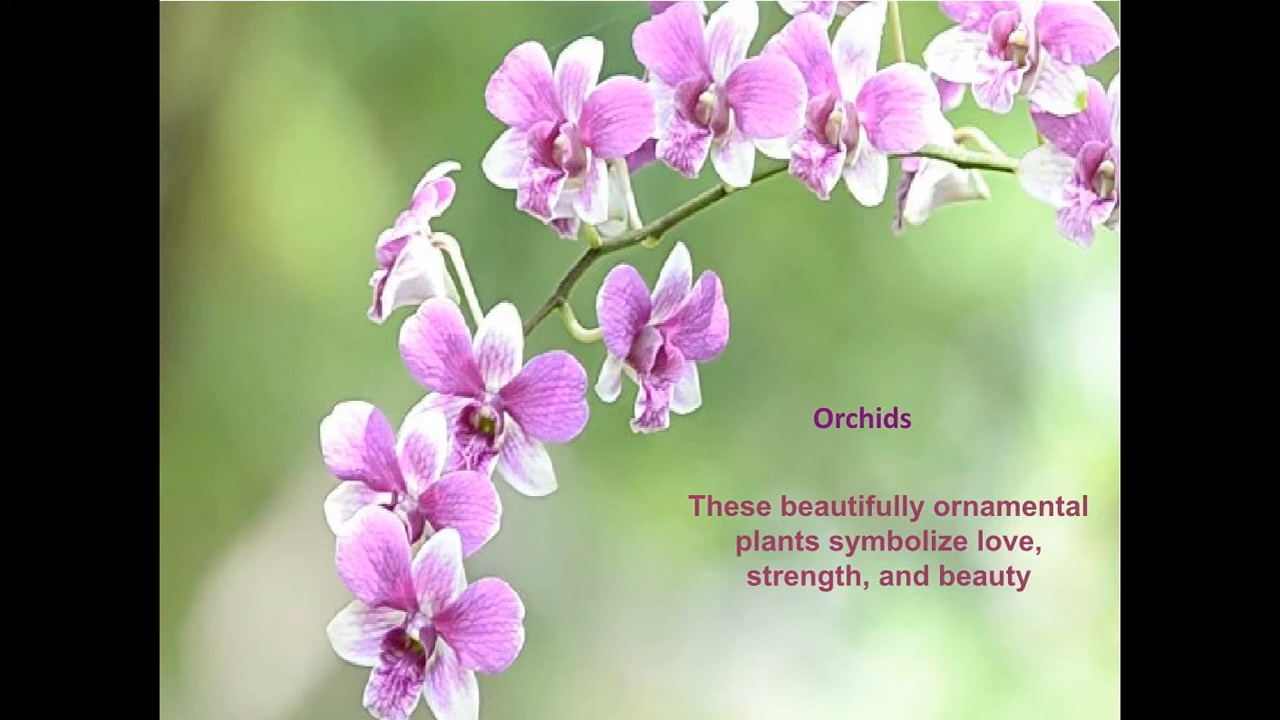 Orchids
These beautifully ornamental
plants symbolize love,
strength, and beauty